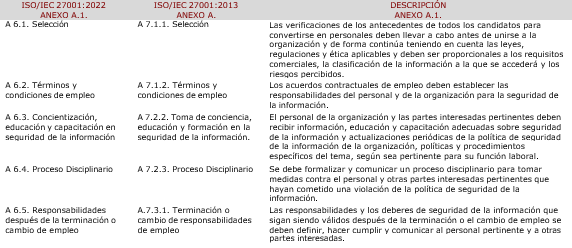 ISO/IEC 27001:2022 ISO/IEC 27001:2013 DESCRIPCIÓN
ANEXO A.1. ANEXO A. ANEXO A.1.
A 6.1. Selección A 7.1.1. Selección Las verificaciones de los antecedentes de todos los candidatos para
convertirse en personales deben llevar a cabo antes de unirse a la
organización y de forma continúa teniendo en cuenta las leyes,
regulaciones y ética aplicables y deben ser proporcionales a los requisitos
comerciales, la clasificación de la información a la que se accederá y los
riesgos percibidos.
A 6.2. Términos y A 7.1.2. Términos y Los acuerdos contractuales de empleo deben establecer las
condiciones de empleo condiciones de empleo responsabilidades del personal y de la organización para la seguridad de
la información.
A 6.3. Concientización, A 7.2.2. Toma de conciencia, El personal de la organización y las partes interesadas pertinentes deben
educación y capacitación en educación y formación en la recibir información, educación y capacitación adecuadas sobre seguridad
seguridad de la información seguridad de la información. de la información y actualizaciones periódicas de la política de seguridad
de la información de la organización, políticas y procedimientos
específicos del tema, según sea pertinente para su función laboral.
A 6.4. Proceso Disciplinario A 7.2.3. Proceso Disciplinario Se debe formalizar y comunicar un proceso disciplinario para tomar
medidas contra el personal y otras partes interesadas pertinentes que
hayan cometido una violación de la política de seguridad de la
información.
A 6.5. Responsabilidades A.7.3.1. Terminación o Las responsabilidades y los deberes de seguridad de la información que
después de la terminación o cambio de responsabilidades sigan siendo válidos después de la terminación o el cambio de empleo se
cambio de empleo de empleo deben definir, hacer cumplir y comunicar al personal pertinente y a otras
partes interesadas.